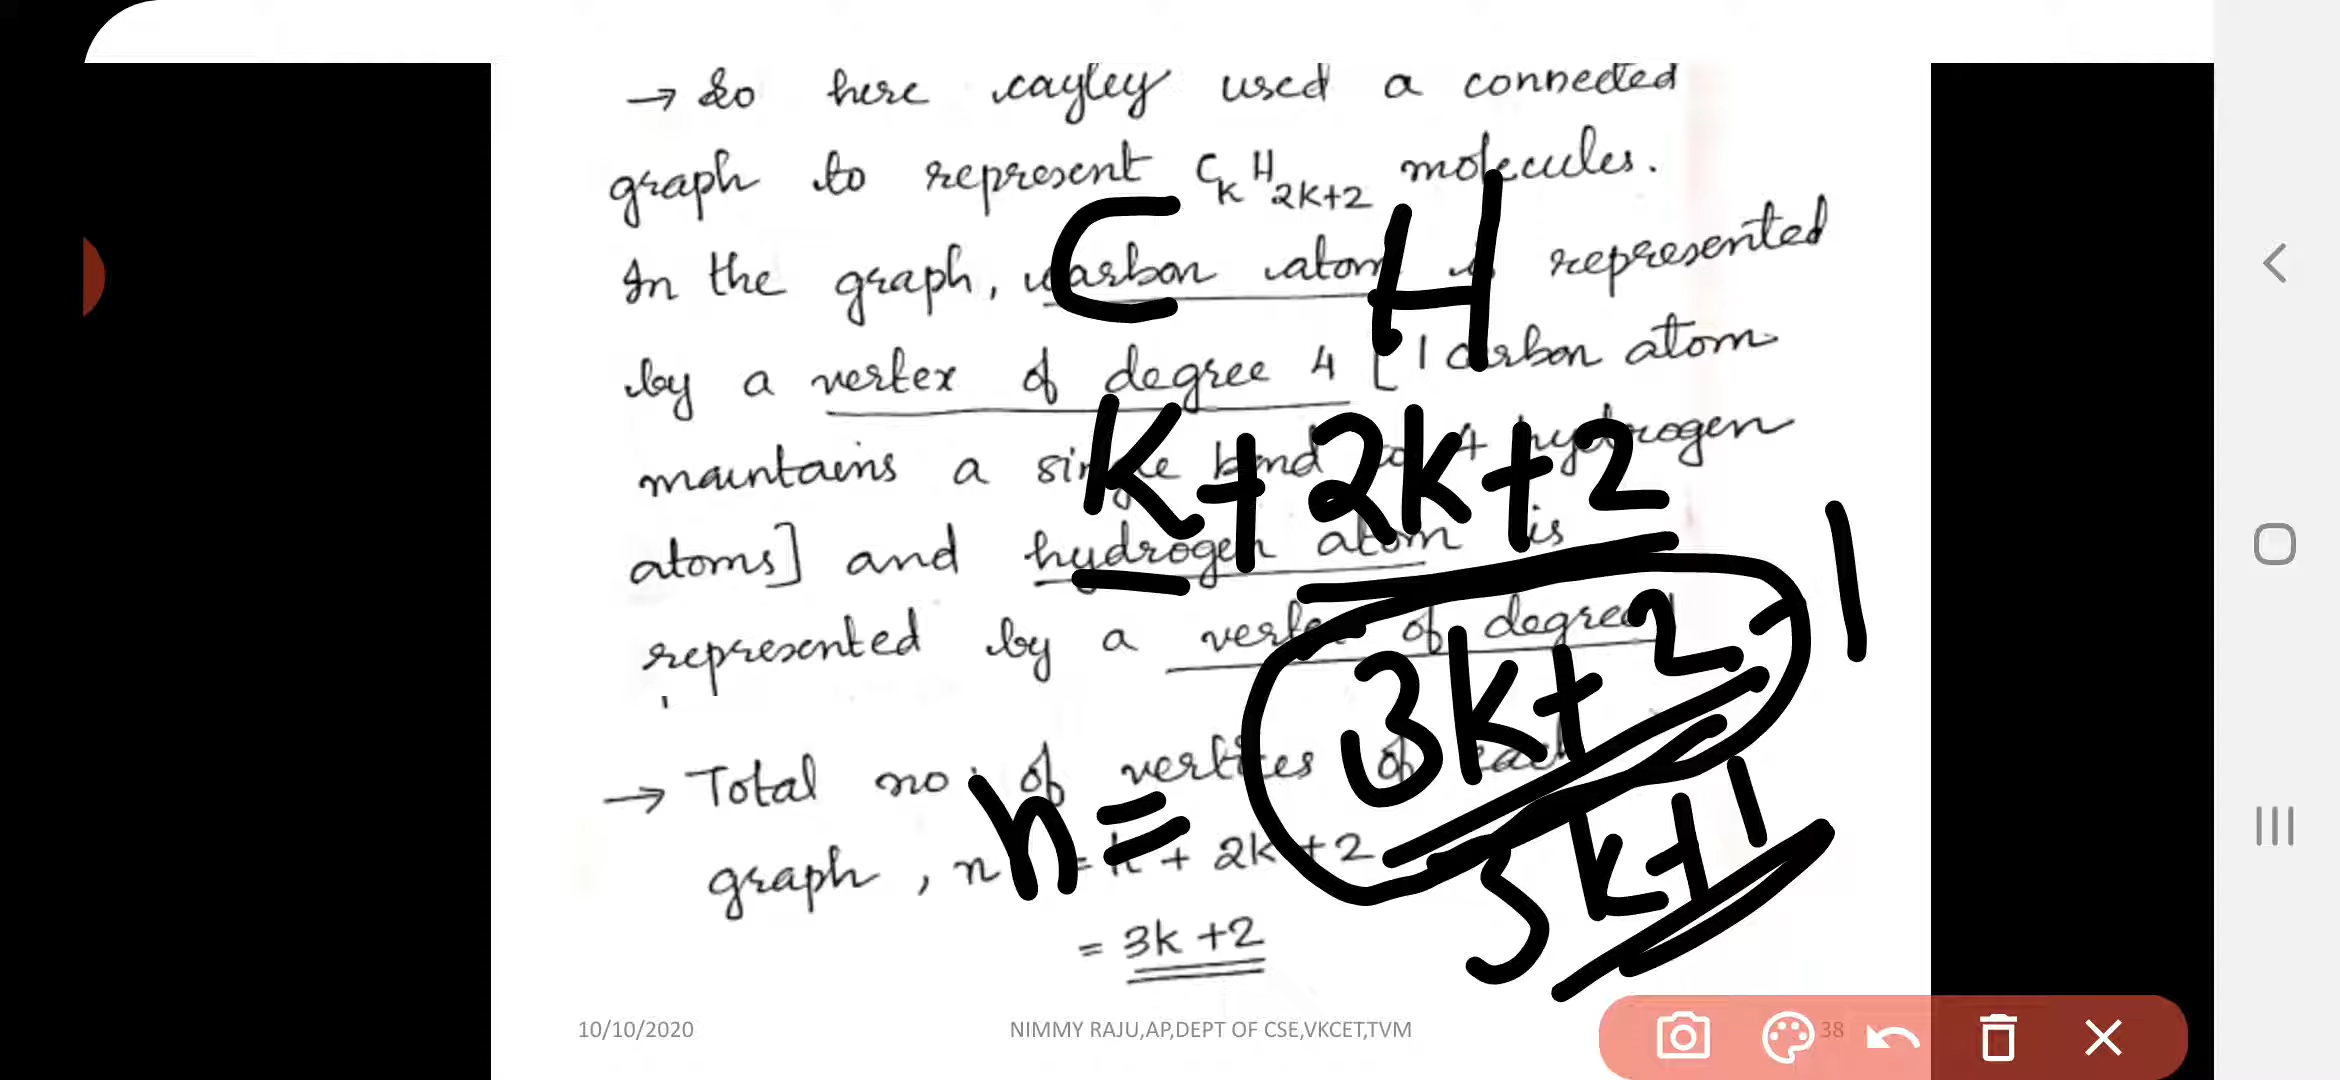 → So here cayley used a connected
graph to represent CₖH₂ₖ₊₂ molecules.
C H
In the graph, carbon atom is represented
by a vertex of degree 4 [1 carbon atom
K+2K+2
maintains a single bond to 4 hydrogen
atoms] and hydrogen atom is
3K+2 -1
represented by a vertex of degree
→ Total no. of vertices of each
n =
graph, n = k + 2k+2
3K+1
= 3k+2
10/10/2020 NIMMY RAJU,AP,DEPT OF CSE,VKCET,TVM 38